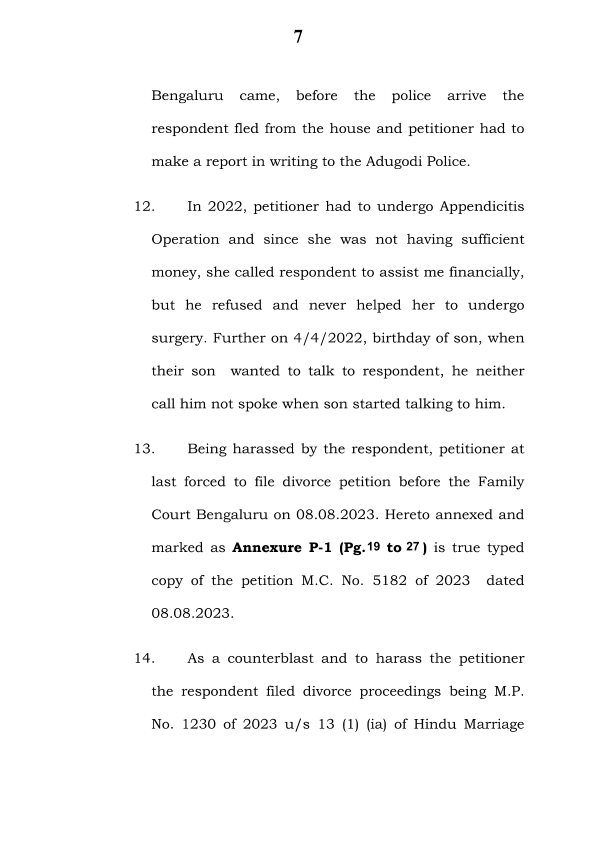 7
Bengaluru came, before the police arrive the
respondent fled from the house and petitioner had to
make a report in writing to the Adugodi Police.
12. In 2022, petitioner had to undergo Appendicitis
Operation and since she was not having sufficient
money, she called respondent to assist me financially,
but he refused and never helped her to undergo
surgery. Further on 4/4/2022, birthday of son, when
their son wanted to talk to respondent, he neither
call him not spoke when son started talking to him.
13. Being harassed by the respondent, petitioner at
last forced to file divorce petition before the Family
Court Bengaluru on 08.08.2023. Hereto annexed and
marked as Annexure P-1 (Pg.19 to 27) is true typed
copy of the petition M.C. No. 5182 of 2023 dated
08.08.2023.
14. As a counterblast and to harass the petitioner
the respondent filed divorce proceedings being M.P.
No. 1230 of 2023 u/s 13 (1) (ia) of Hindu Marriage